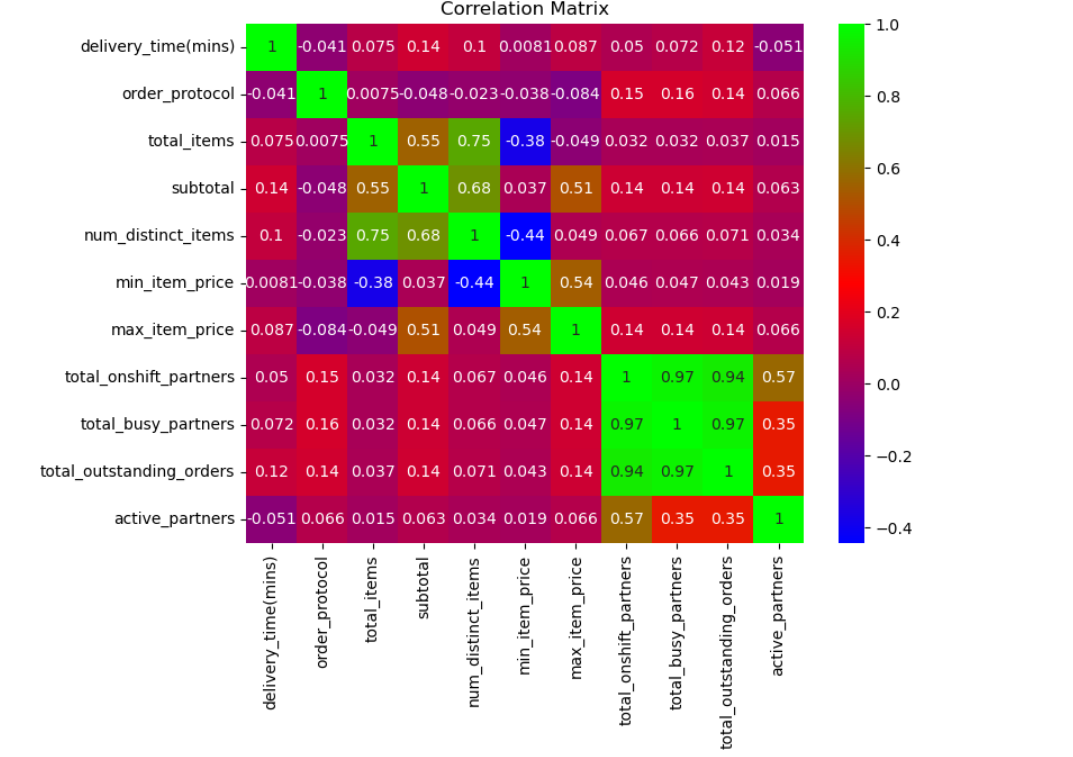 Correlation Matrix
delivery_time(mins) 1 -0.041 0.075 0.14 0.1 0.0081 0.087 0.05 0.072 0.12 -0.051
order_protocol -0.041 1 0.0075 -0.048 -0.023 -0.038 -0.084 0.15 0.16 0.14 0.066
total_items 0.075 0.0075 1 0.55 0.75 -0.38 -0.049 0.032 0.032 0.037 0.015
subtotal 0.14 -0.048 0.55 1 0.68 0.037 0.51 0.14 0.14 0.14 0.063
num_distinct_items 0.1 -0.023 0.75 0.68 1 -0.44 0.049 0.067 0.066 0.071 0.034
min_item_price 0.0081 -0.038 -0.38 0.037 -0.44 1 0.54 0.046 0.047 0.043 0.019
max_item_price 0.087 -0.084 -0.049 0.51 0.049 0.54 1 0.14 0.14 0.14 0.066
total_onshift_partners 0.05 0.15 0.032 0.14 0.067 0.046 0.14 1 0.97 0.94 0.57
total_busy_partners 0.072 0.16 0.032 0.14 0.066 0.047 0.14 0.97 1 0.97 0.35
total_outstanding_orders 0.12 0.14 0.037 0.14 0.071 0.043 0.14 0.94 0.97 1 0.35
active_partners -0.051 0.066 0.015 0.063 0.034 0.019 0.066 0.57 0.35 0.35 1
delivery_time(mins)
order_protocol
total_items
subtotal
num_distinct_items
min_item_price
max_item_price
total_onshift_partners
total_busy_partners
total_outstanding_orders
active_partners
1.0
0.8
0.6
0.4
0.2
0.0
−0.2
−0.4